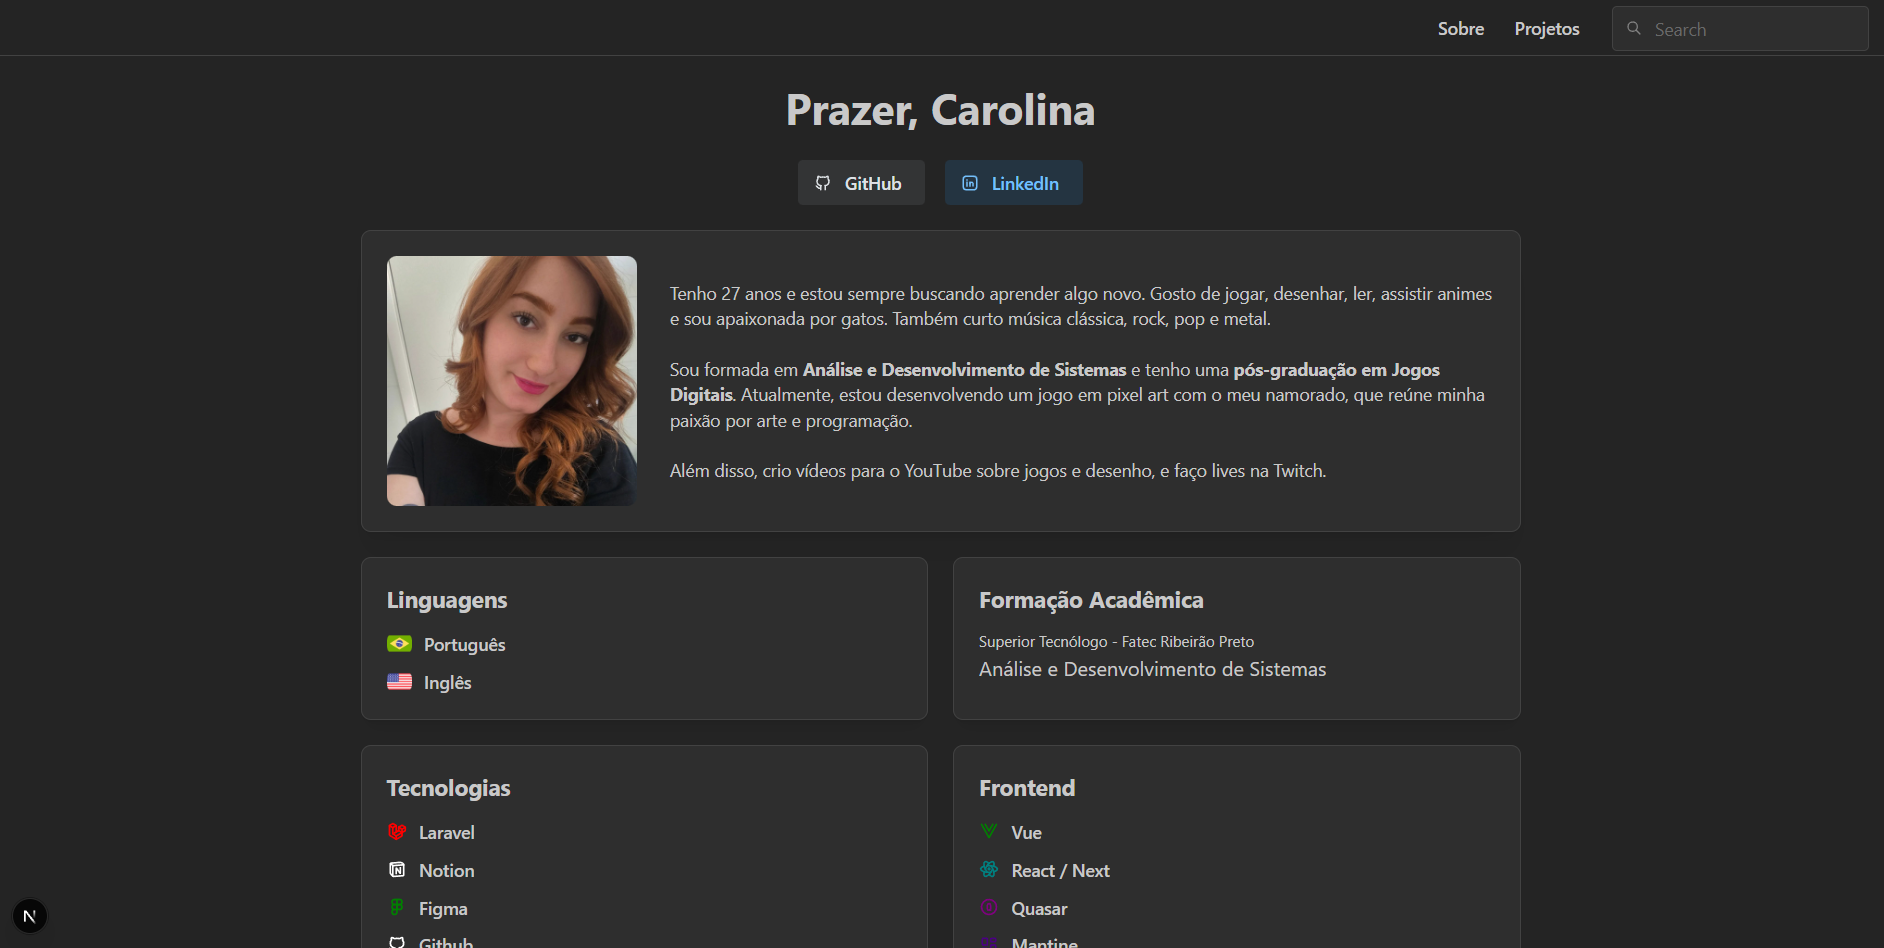 Sobre
Projetos
Search
Prazer, Carolina
GitHub
LinkedIn
Tenho 27 anos e estou sempre buscando aprender algo novo. Gosto de jogar, desenhar, ler, assistir animes
e sou apaixonada por gatos. Também curto música clássica, rock, pop e metal.
Sou formada em Análise e Desenvolvimento de Sistemas e tenho uma pós-graduação em Jogos
Digitais. Atualmente, estou desenvolvendo um jogo em pixel art com o meu namorado, que reúne minha
paixão por arte e programação.
Além disso, crio vídeos para o YouTube sobre jogos e desenho, e faço lives na Twitch.
Linguagens
Português
Inglês
Formação Acadêmica
Superior Tecnólogo - Fatec Ribeirão Preto
Análise e Desenvolvimento de Sistemas
Tecnologias
Laravel
Notion
Figma
Github
Frontend
Vue
React / Next
Quasar
Mantine
N